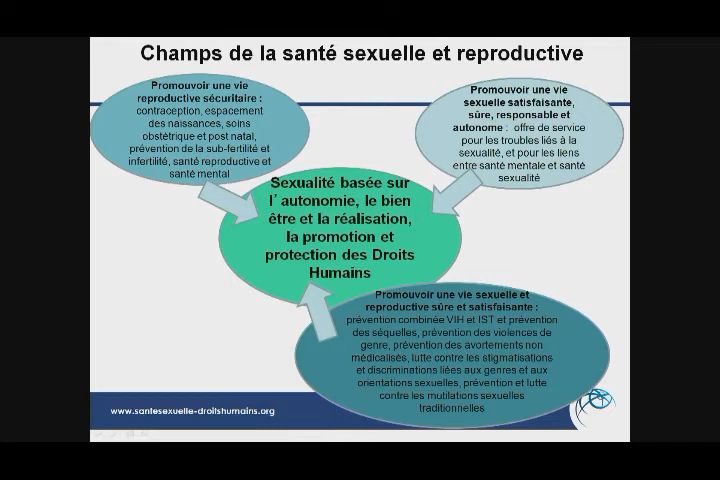 Champs de la santé sexuelle et reproductive
Promouvoir une vie
reproductive sécuritaire :
contraception, espacement
des naissances, soins
obstétrique et post natal,
prévention de la sub-fertilité et
infertilité, santé reproductive et
santé mental
Promouvoir une vie
sexuelle satisfaisante,
sûre, responsable et
autonome : offre de service
pour les troubles liés à la
sexualité, et pour les liens
entre santé mentale et santé
sexualité
Sexualité basée sur
l'autonomie, le bien
être et la réalisation,
la promotion et
protection des Droits
Humains
Promouvoir une vie sexuelle et
reproductive sûre et satisfaisante :
prévention combinée VIH et IST et prévention
des séquelles, prévention des violences de
genre, prévention des avortements non
médicalisés, lutte contre les stigmatisations
et discriminations liées aux genres et aux
orientations sexuelles, prévention et lutte
contre les mutilations sexuelles
traditionnelles
www.santesexuelle-droitshumains.org